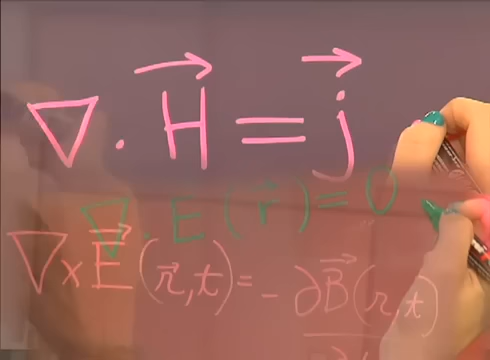 ∇ · H⃗ = j⃗
∇ · E (r⃗) = 0
∇ x E⃗ (r⃗, t) = - ∂B⃗ (r, t)